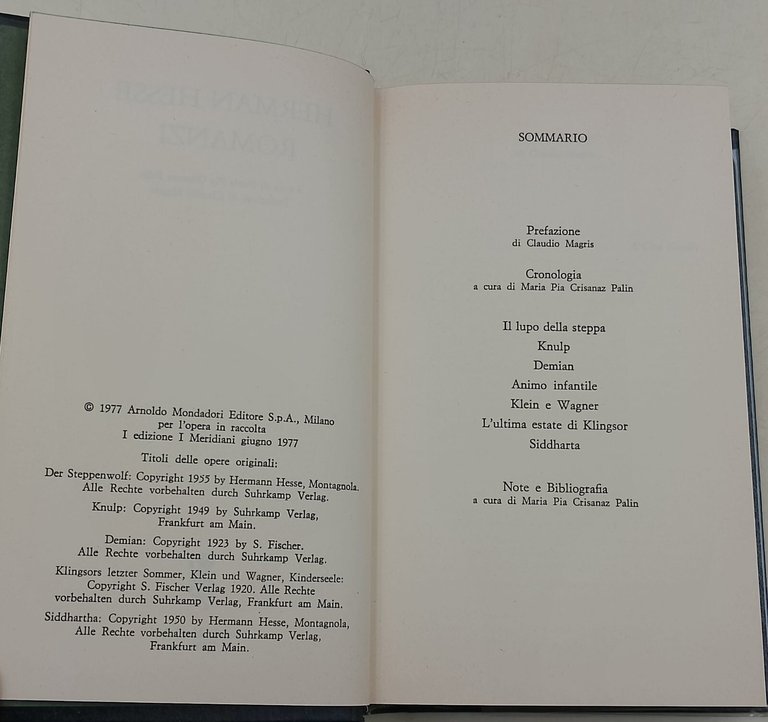 © 1977 Arnoldo Mondadori Editore S.p.A., Milano
per l'opera in raccolta
I edizione I Meridiani giugno 1977
Titoli delle opere originali:
Der Steppenwolf: Copyright 1955 by Hermann Hesse, Montagnola.
Alle Rechte vorbehalten durch Suhrkamp Verlag.
Knulp: Copyright 1949 by Suhrkamp Verlag,
Frankfurt am Main.
Demian: Copyright 1923 by S. Fischer.
Alle Rechte vorbehalten durch Suhrkamp Verlag.
Klingsors letzter Sommer, Klein und Wagner, Kinderseele:
Copyright S. Fischer Verlag 1920. Alle Rechte
vorbehalten durch Suhrkamp Verlag, Frankfurt am Main.
Siddhartha: Copyright 1950 by Hermann Hesse, Montagnola,
Alle Rechte vorbehalten durch Suhrkamp Verlag,
Frankfurt am Main.
SOMMARIO
Prefazione
di Claudio Magris
Cronologia
a cura di Maria Pia Crisanaz Palin
Il lupo della steppa
Knulp
Demian
Animo infantile
Klein e Wagner
L'ultima estate di Klingsor
Siddharta
Note e Bibliografia
a cura di Maria Pia Crisanaz Palin